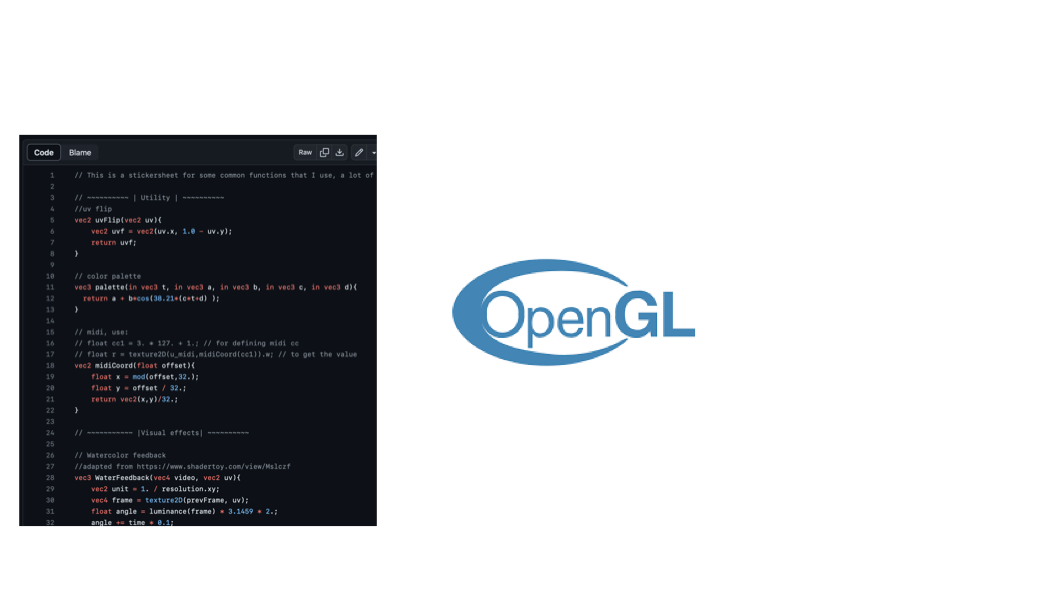 Code Blame Raw
1 // This is a stickersheet for some common functions that I use, a lot of
2
3 // ~~~~~~~~~~ | Utility | ~~~~~~~~~~
4 //uv flip
5 vec2 uvFlip(vec2 uv){
6 vec2 uvf = vec2(uv.x, 1.0 - uv.y);
7 return uvf;
8 }
9
10 // color palette
11 vec3 palette(in vec3 t, in vec3 a, in vec3 b, in vec3 c, in vec3 d){
12 return a + b*cos(38.21*(c*t+d) );
13 }
14
15 // midi, use:
16 // float cc1 = 3. * 127. + 1.; // for defining midi cc
17 // float r = texture2D(u_midi,midiCoord(cc1)).w; // to get the value
18 vec2 midiCoord(float offset){
19 float x = mod(offset,32.);
20 float y = offset / 32.;
21 return vec2(x,y)/32.;
22 }
23
24 // ~~~~~~~~~~~ |Visual effects| ~~~~~~~~~~
25
26 // Watercolor feedback
27 //adapted from https://www.shadertoy.com/view/Mslczf
28 vec3 WaterFeedback(vec4 video, vec2 uv){
29 vec2 unit = 1. / resolution.xy;
30 vec4 frame = texture2D(prevFrame, uv);
31 float angle = luminance(frame) * 3.1459 * 2.;
32 angle += time * 0.1;
OpenGL